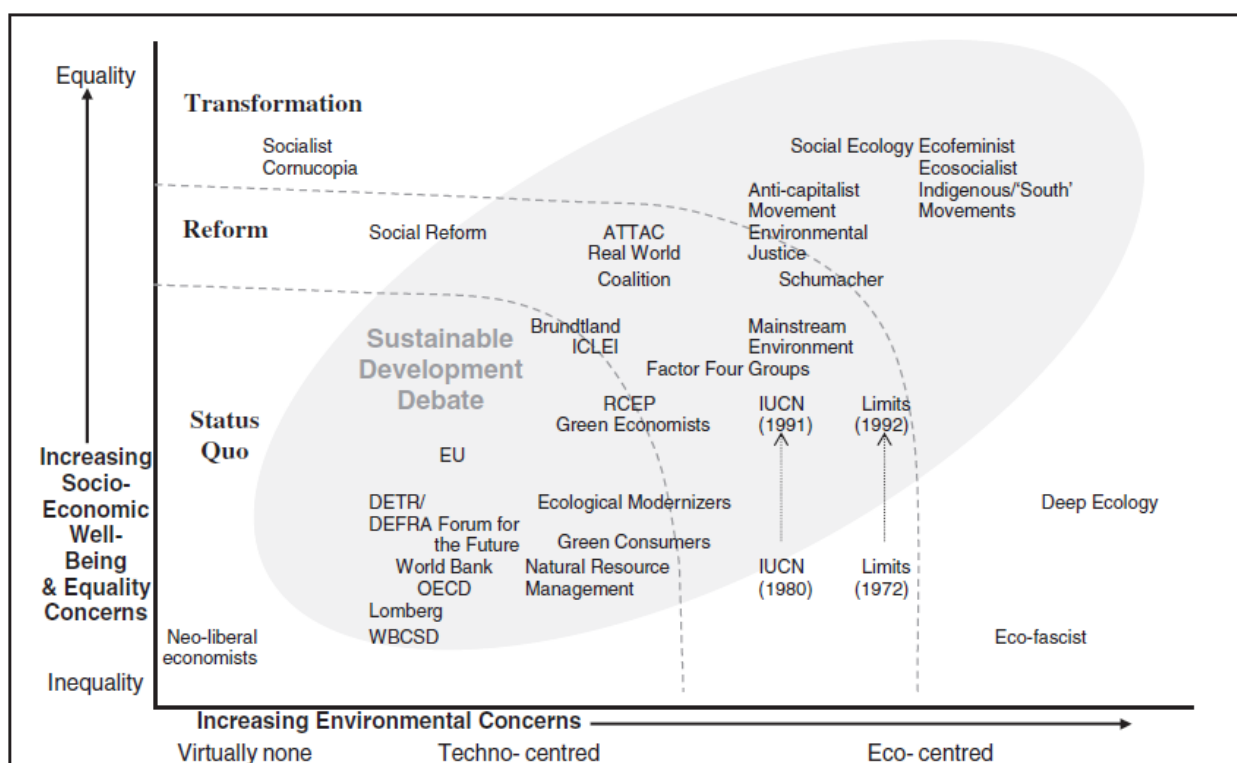 Equality
Transformation
Socialist
Cornucopia
Social Ecology Ecofeminist
Ecosocialist
Indigenous/‘South’
Movements
Anti-capitalist
Movement
Environmental
Justice
Reform
Social Reform
ATTAC
Real World
Coalition
Schumacher
Sustainable
Development
Debate
Brundtland
ICLEI
Mainstream
Environment
Factor Four Groups
Status
Quo
RCEP
Green Economists
IUCN
(1991)
Limits
(1992)
EU
Increasing
Socio-
Economic
Well-
Being
& Equality
Concerns
DETR/
DEFRA Forum for
the Future
Ecological Modernizers
Green Consumers
Deep Ecology
World Bank
OECD
Natural Resource
Management
IUCN
(1980)
Limits
(1972)
Lomberg
WBCSD
Neo-liberal
economists
Eco-fascist
Inequality
Increasing Environmental Concerns
Virtually none
Techno- centred
Eco- centred